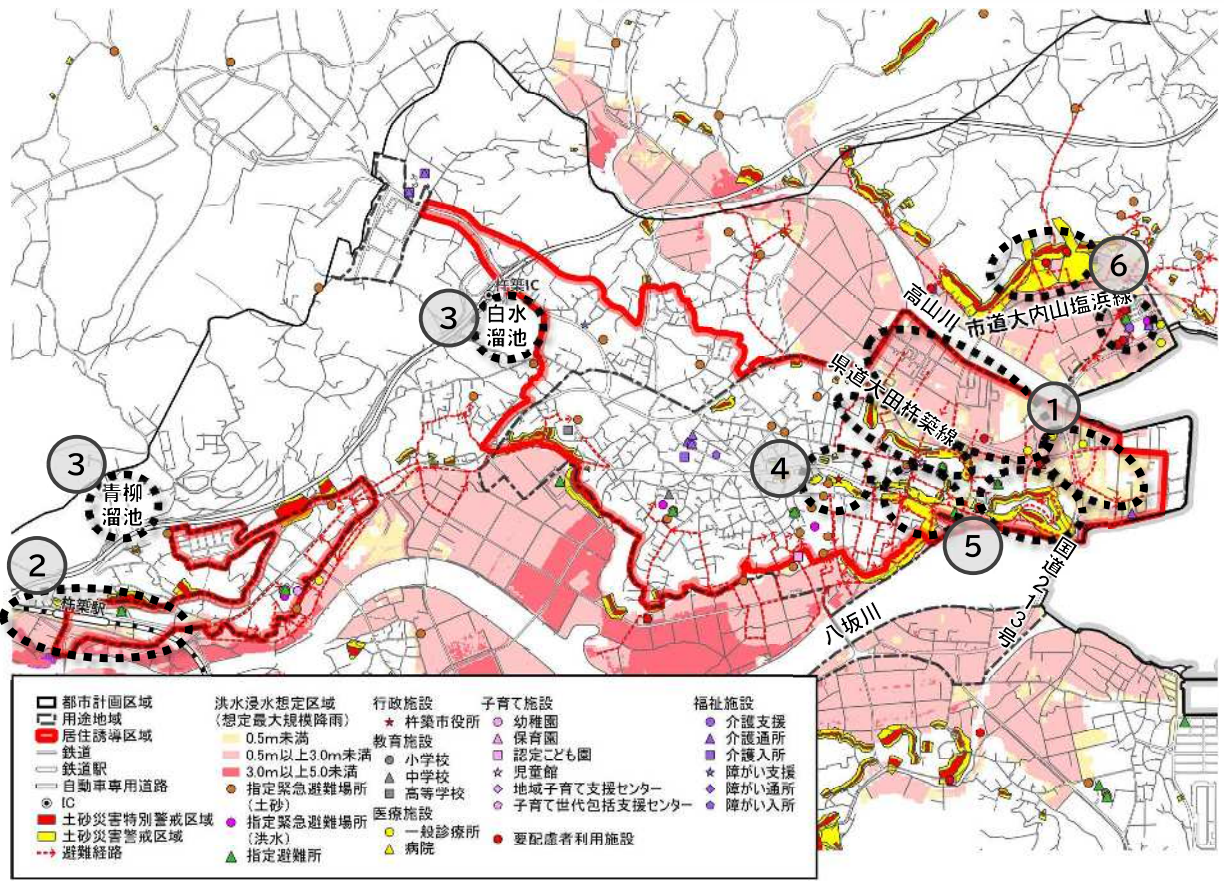 6
高山川
市道大内山塩浜線
杵築IC
3
白水
溜池
県道大田杵築線
1
3
青柳
溜池
4
5
国道213号
2
杵築駅
八坂川
都市計画区域
用途地域
居住誘導区域
鉄道
鉄道駅
自動車専用道路
IC
土砂災害特別警戒区域
土砂災害警戒区域
避難経路
洪水浸水想定区域
(想定最大規模降雨)
0.5m未満
0.5m以上3.0m未満
3.0m以上5.0未満
指定緊急避難場所
(土砂)
指定緊急避難場所
(洪水)
指定避難所
行政施設
杵築市役所
教育施設
小学校
中学校
高等学校
医療施設
一般診療所
病院
子育て施設
幼稚園
保育園
認定こども園
児童館
地域子育て支援センター
子育て世代包括支援センター
要配慮者利用施設
福祉施設
介護支援
介護通所
介護入所
障がい支援
障がい通所
障がい入所